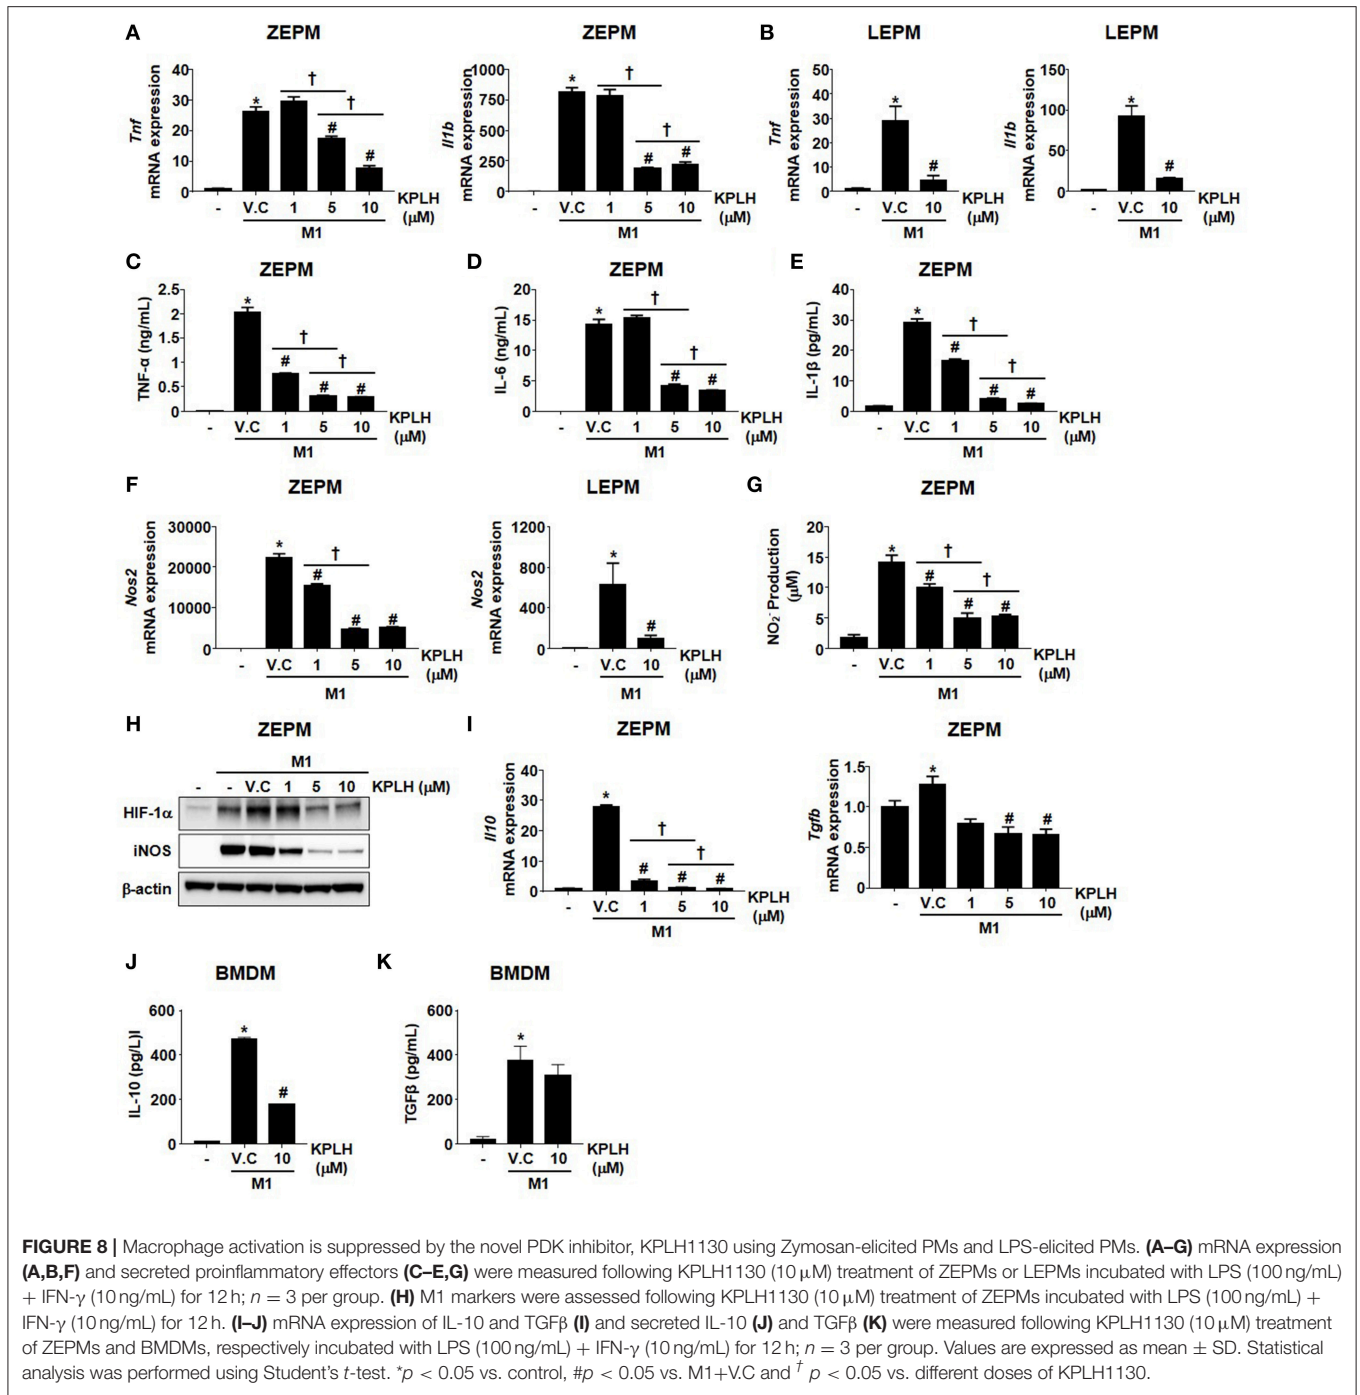 A
ZEPM
Tnf
mRNA expression
40
30
20
10
0
*
†
†
#
#
- V.C 1 5 10
KPLH
(μM)
M1
ZEPM
Il1b
mRNA expression
1000
750
500
250
0
*
†
†
#
#
- V.C 1 5 10
KPLH
(μM)
M1
B
LEPM
Tnf
mRNA expression
50
40
30
20
10
0
*
#
- V.C 10
KPLH
(μM)
M1
LEPM
Il1b
mRNA expression
150
100
50
0
*
#
- V.C 10
KPLH
(μM)
M1
C
ZEPM
TNF-α (ng/mL)
2.5
2
1.5
1
0.5
0
*
†
†
#
#
#
- V.C 1 5 10
KPLH
(μM)
M1
D
ZEPM
IL-6 (ng/mL)
20
15
10
5
0
*
†
†
#
#
- V.C 1 5 10
KPLH
(μM)
M1
E
ZEPM
IL-1β (pg/mL)
40
30
20
10
0
*
†
†
#
#
#
- V.C 1 5 10
KPLH
(μM)
M1
F
ZEPM
Nos2
mRNA expression
30000
20000
10000
0
*
†
#
#
#
- V.C 1 5 10
KPLH
(μM)
M1
LEPM
Nos2
mRNA expression
1200
800
400
0
*
#
- V.C 10
KPLH
(μM)
M1
G
ZEPM
NO₂⁻ Production
(μM)
20
15
10
5
0
*
†
†
#
#
#
- V.C 1 5 10
KPLH
(μM)
M1
H
ZEPM
M1
- - V.C 1 5 10 KPLH (μM)
HIF-1α
iNOS
β-actin
I
ZEPM
Il10
mRNA expression
40
30
20
10
0
*
†
†
#
#
#
- V.C 1 5 10
KPLH
(μM)
M1
ZEPM
Tgfb
mRNA expression
1.5
1.0
0.5
0
*
#
#
- V.C 1 5 10
KPLH
(μM)
M1
J
BMDM
IL-10 (pg/L)l
600
400
200
0
*
#
- V.C 10
KPLH
(μM)
M1
K
BMDM
TGFβ (pg/mL)
600
400
200
0
*
- V.C 10
KPLH
(μM)
M1
FIGURE 8 | Macrophage activation is suppressed by the novel PDK inhibitor, KPLH1130 using Zymosan-elicited PMs and LPS-elicited PMs. (A–G) mRNA expression
(A,B,F) and secreted proinflammatory effectors (C–E,G) were measured following KPLH1130 (10 μM) treatment of ZEPMs or LEPMs incubated with LPS (100 ng/mL)
+ IFN-γ (10 ng/mL) for 12 h; n = 3 per group. (H) M1 markers were assessed following KPLH1130 (10 μM) treatment of ZEPMs incubated with LPS (100 ng/mL) +
IFN-γ (10 ng/mL) for 12 h. (I–J) mRNA expression of IL-10 and TGFβ (I) and secreted IL-10 (J) and TGFβ (K) were measured following KPLH1130 (10 μM) treatment
of ZEPMs and BMDMs, respectively incubated with LPS (100 ng/mL) + IFN-γ (10 ng/mL) for 12 h; n = 3 per group. Values are expressed as mean ± SD. Statistical
analysis was performed using Student's t-test. *p < 0.05 vs. control, #p < 0.05 vs. M1+V.C and † p < 0.05 vs. different doses of KPLH1130.